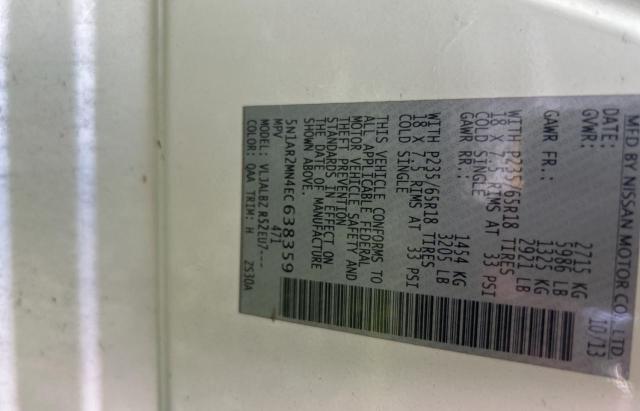 MFD BY NISSAN MOTOR CO., LTD
DATE: 10/13
GVWR: 2715 KG
5986 LB
GAWR FR.: 1325 KG
2921 LB
WITH P235/65R18 TIRES
18 X 7.5 RIMS AT 33 PSI
COLD SINGLE
GAWR RR.: 1454 KG
3205 LB
WITH P235/65R18 TIRES
18 X 7.5 RIMS AT 33 PSI
COLD SINGLE
THIS VEHICLE CONFORMS TO
ALL APPLICABLE FEDERAL
MOTOR VEHICLE SAFETY AND
THEFT PREVENTION
STANDARDS IN EFFECT ON
THE DATE OF MANUFACTURE
SHOWN ABOVE.
5N1AR2MN4EC638359
MPV 471
MODEL: VLJALB2 R52EU7---
COLOR: QAA TRIM: H 2S30A